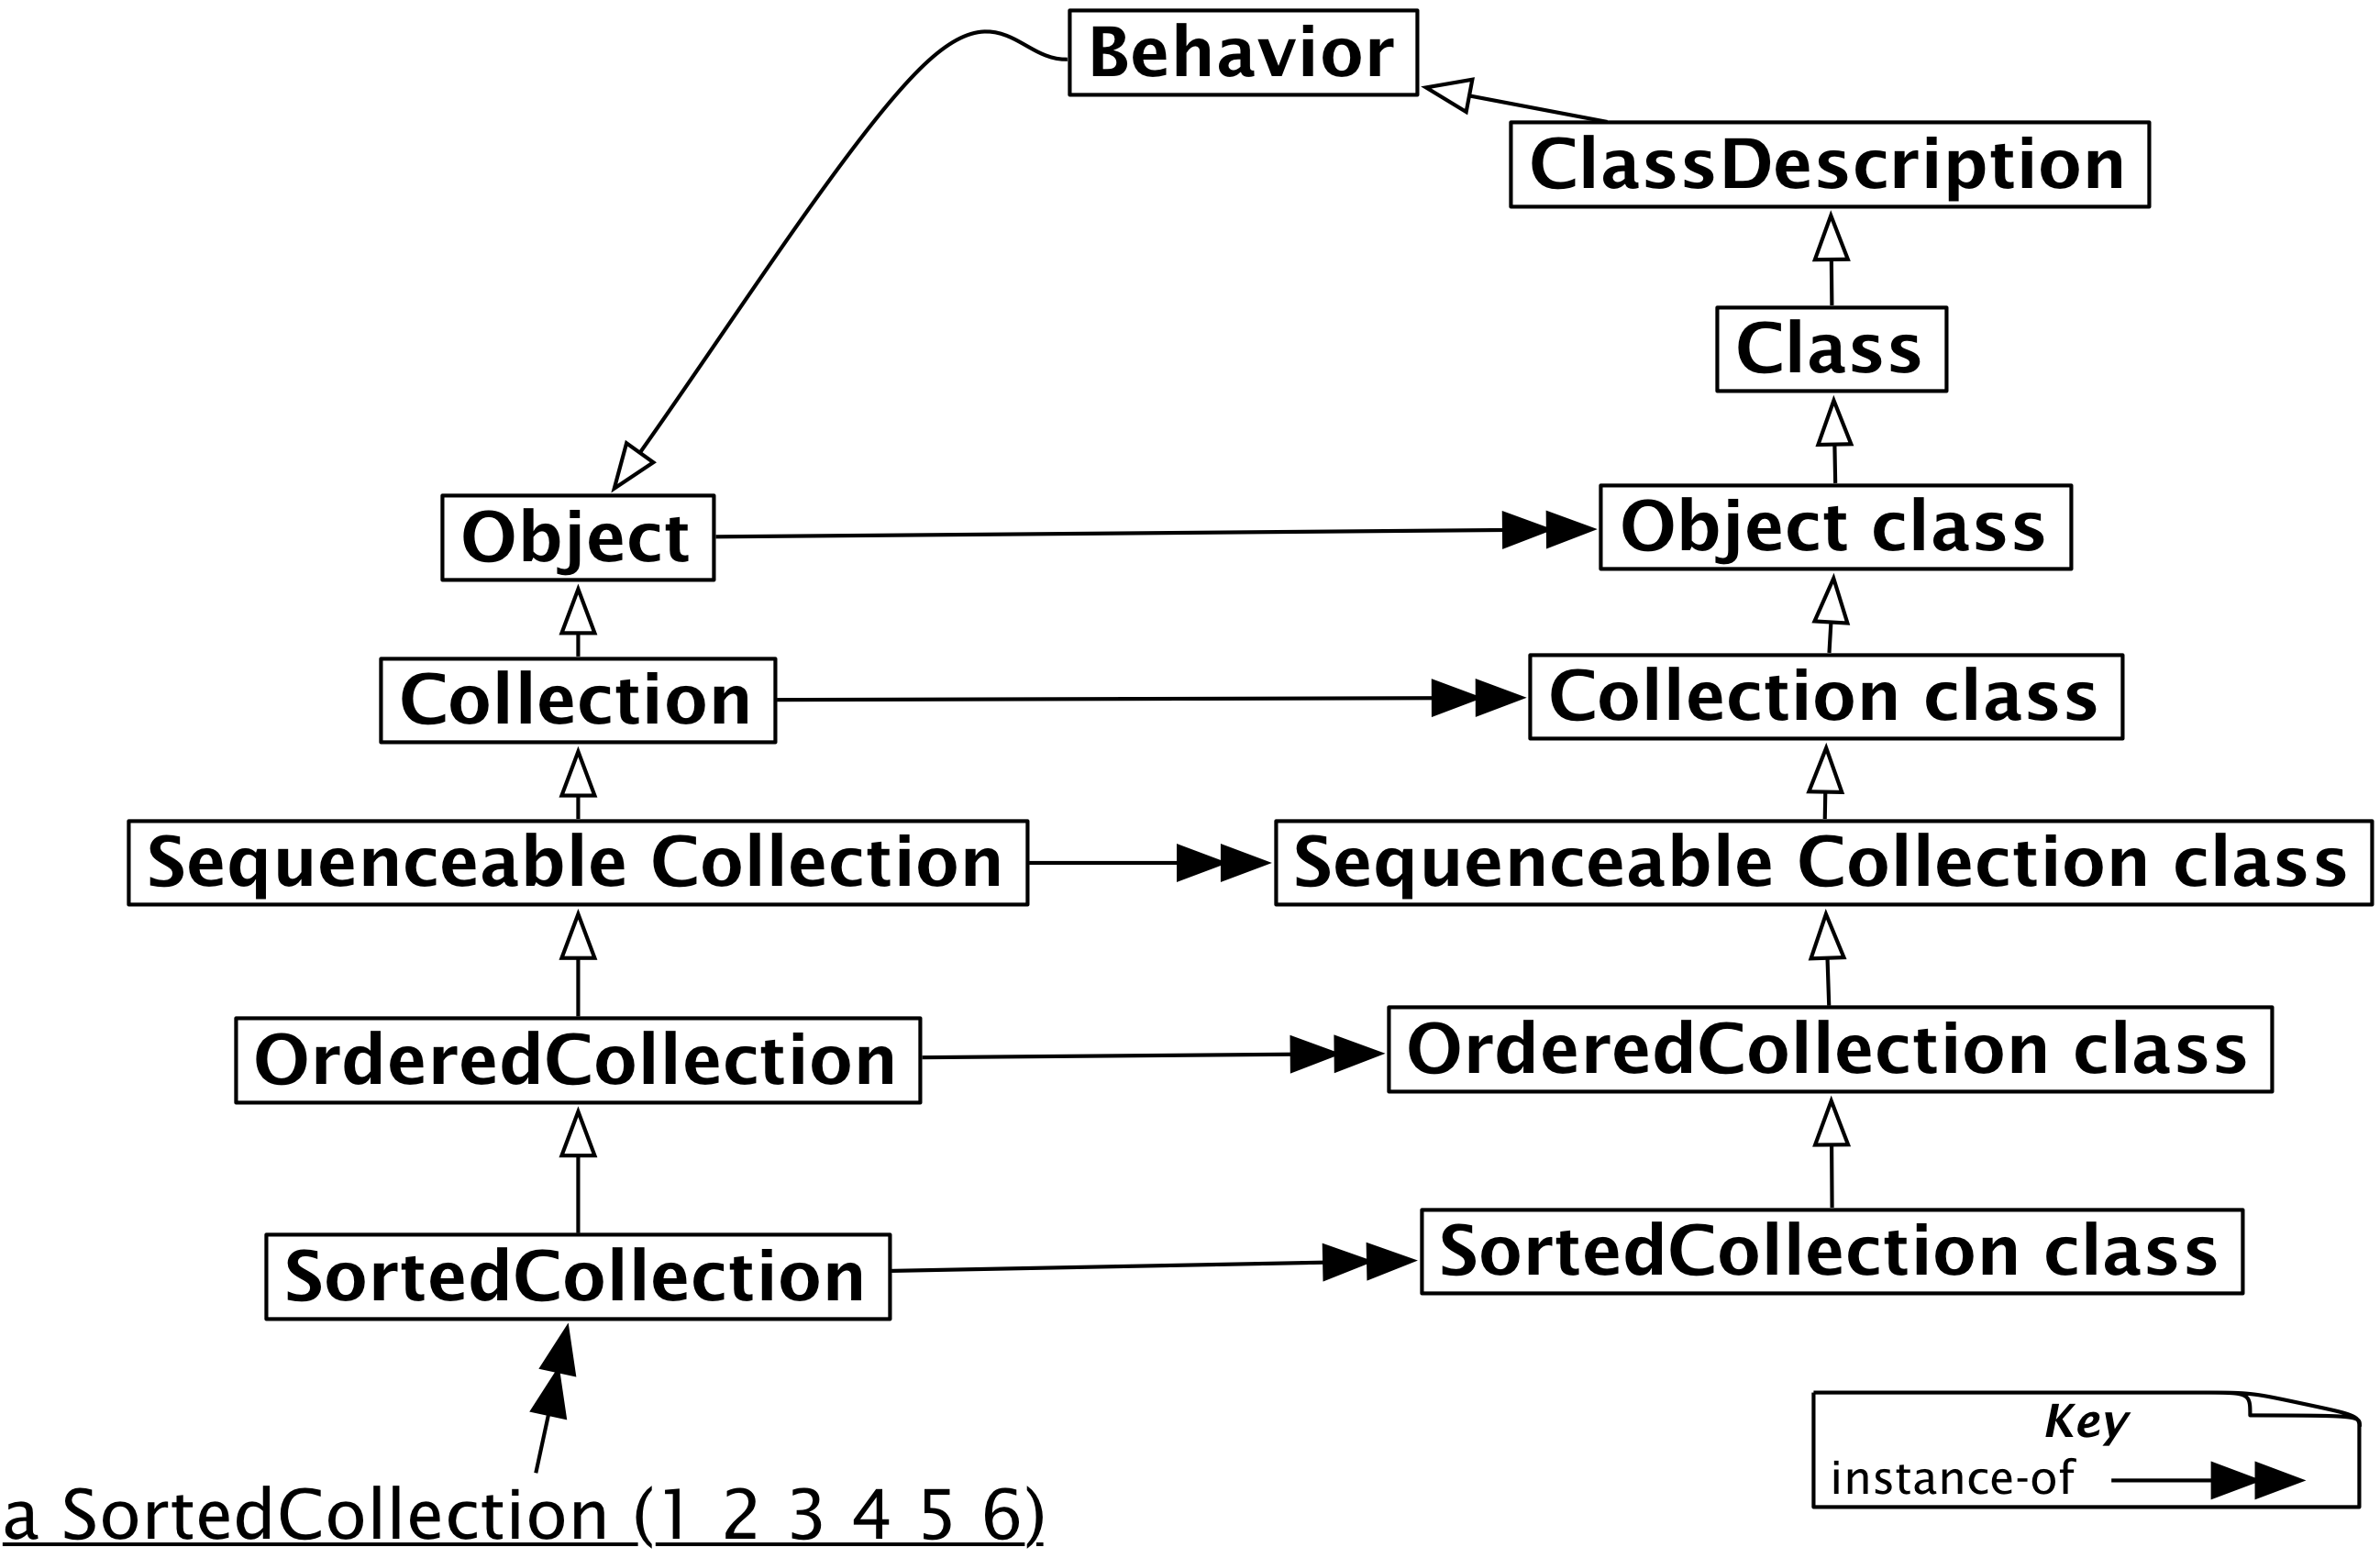 Behavior
ClassDescription
Class
Object
Object class
Collection
Collection class
Sequenceable Collection
Sequenceable Collection class
OrderedCollection
OrderedCollection class
SortedCollection
SortedCollection class
a SortedCollection (1 2 3 4 5 6)
Key
instance-of